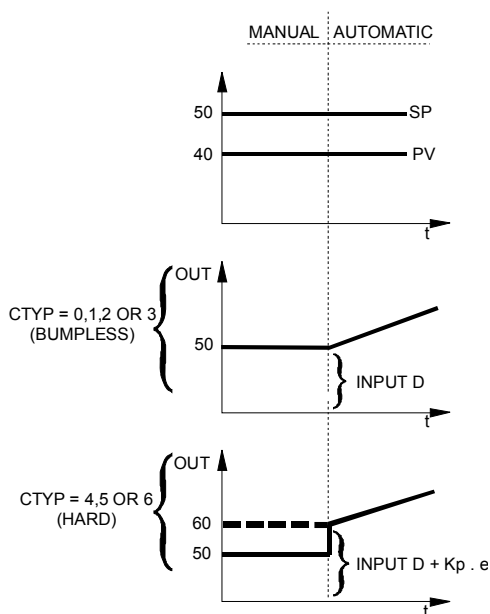 MANUAL AUTOMATIC
50 SP
40 PV
t
OUT
CTYP = 0,1,2 OR 3
(BUMPLESS)
50
INPUT D
t
OUT
CTYP = 4,5 OR 6
(HARD)
60
50
INPUT D + Kp . e
t